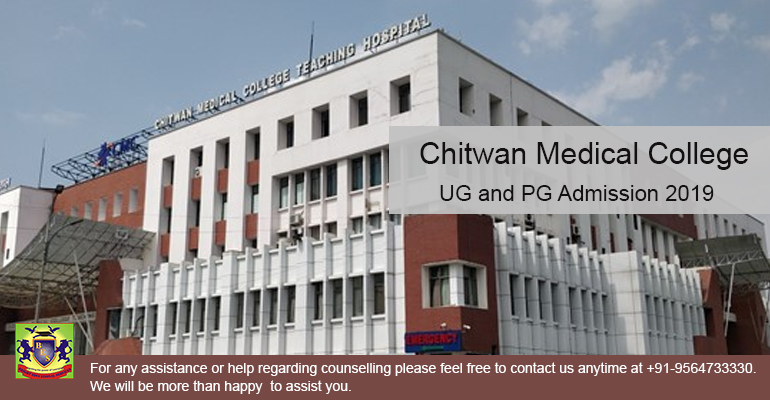 CHITWAN MEDICAL COLLEGE TEACHING HOSPITAL
CMC
Chitwan Medical College
UG and PG Admission 2019
EMERGENCY
For any assistance or help regarding counselling please feel free to contact us anytime at +91-9564733330.
We will be more than happy to assist you.